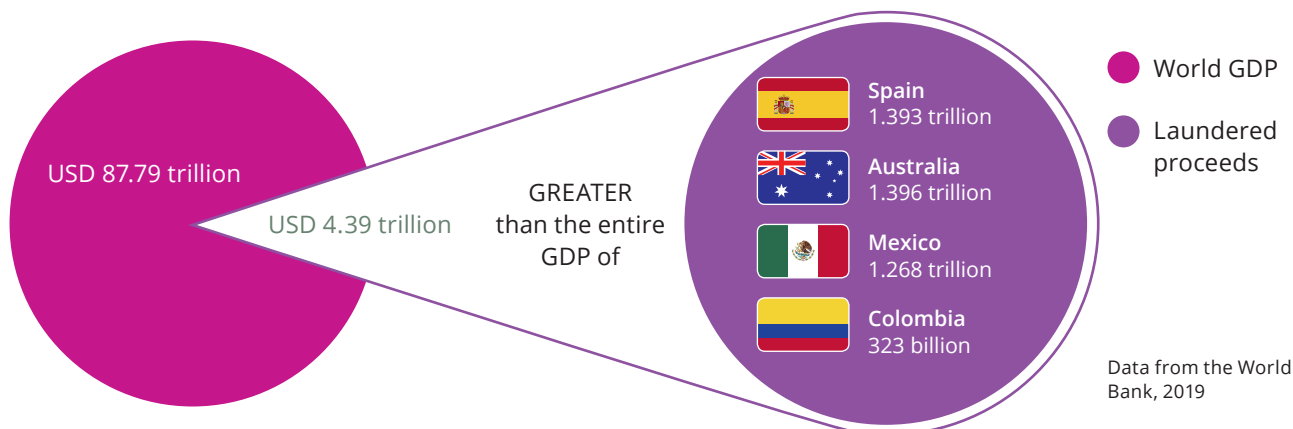 USD 87.79 trillion
USD 4.39 trillion
GREATER
than the entire
GDP of
Spain
1.393 trillion
Australia
1.396 trillion
Mexico
1.268 trillion
Colombia
323 billion
World GDP
Laundered
proceeds
Data from the World
Bank, 2019